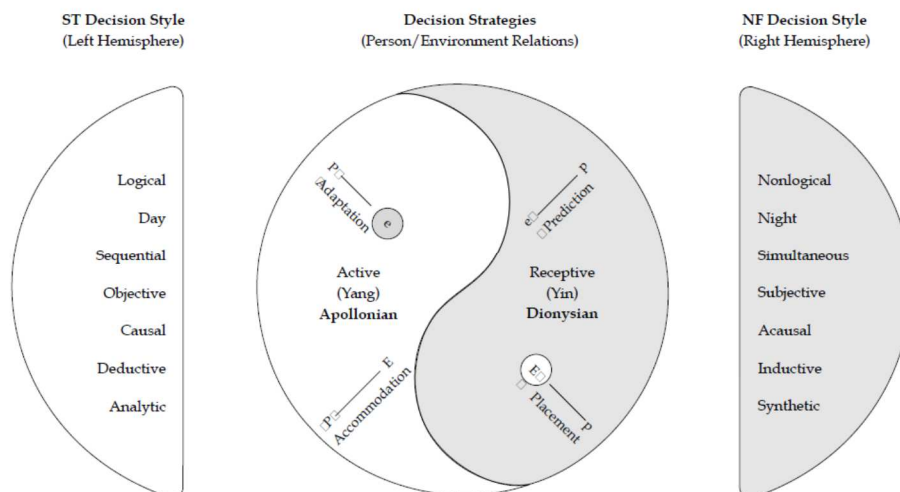 ST Decision Style
(Left Hemisphere)
Decision Strategies
(Person/Environment Relations)
NF Decision Style
(Right Hemisphere)
Logical
Day
Sequential
Objective
Causal
Deductive
Analytic
P
Adaptation
e
Active
(Yang)
Apollonian
E
P
Accommodation
P
e
Prediction
Receptive
(Yin)
Dionysian
E
P
Placement
Nonlogical
Night
Simultaneous
Subjective
Acausal
Inductive
Synthetic